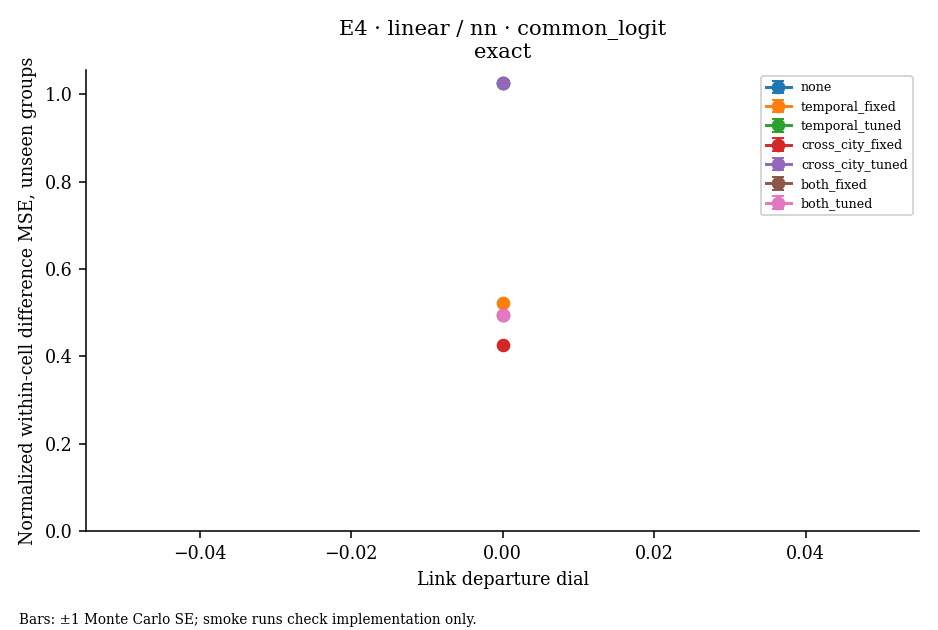 E4 · linear / nn · common_logit
exact
Normalized within-cell difference MSE, unseen groups
1.0
0.8
0.6
0.4
0.2
0.0
none
temporal_fixed
temporal_tuned
cross_city_fixed
cross_city_tuned
both_fixed
both_tuned
−0.04
−0.02
0.00
0.02
0.04
Link departure dial
Bars: ±1 Monte Carlo SE; smoke runs check implementation only.